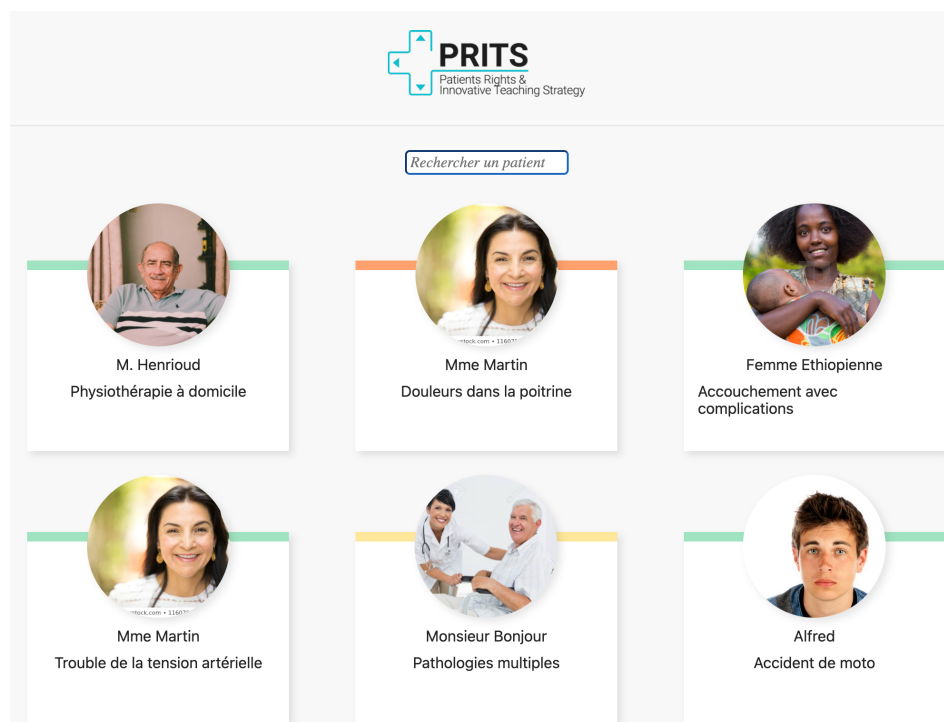 PRITS
Patients Rights &
Innovative Teaching Strategy
Rechercher un patient
M. Henrioud
Physiothérapie à domicile
Mme Martin
Douleurs dans la poitrine
Femme Ethiopienne
Accouchement avec
complications
Mme Martin
Trouble de la tension artérielle
Monsieur Bonjour
Pathologies multiples
Alfred
Accident de moto